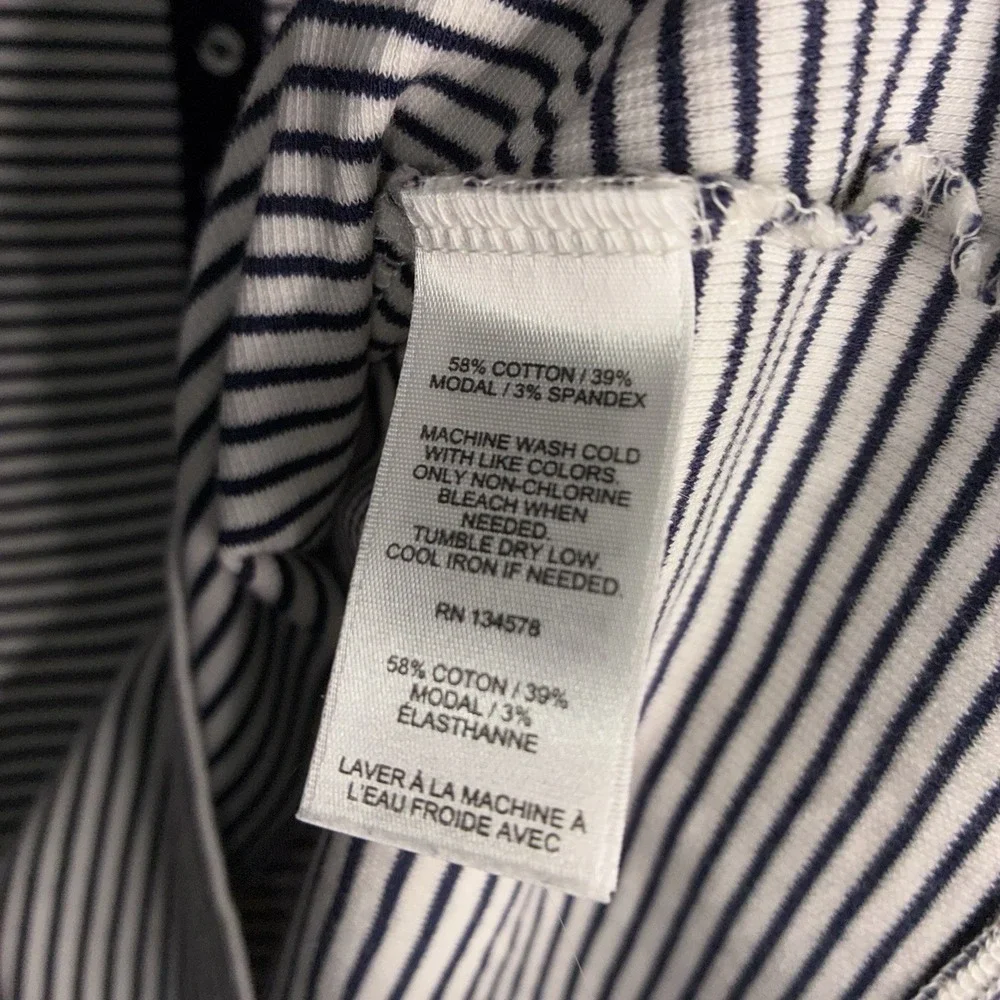 58% COTTON / 39%
MODAL / 3% SPANDEX
MACHINE WASH COLD
WITH LIKE COLORS.
ONLY NON-CHLORINE
BLEACH WHEN
NEEDED.
TUMBLE DRY LOW.
COOL IRON IF NEEDED.
RN 134578
58% COTON / 39%
MODAL / 3%
ÉLASTHANNE
LAVER À LA MACHINE À
L'EAU FROIDE AVEC